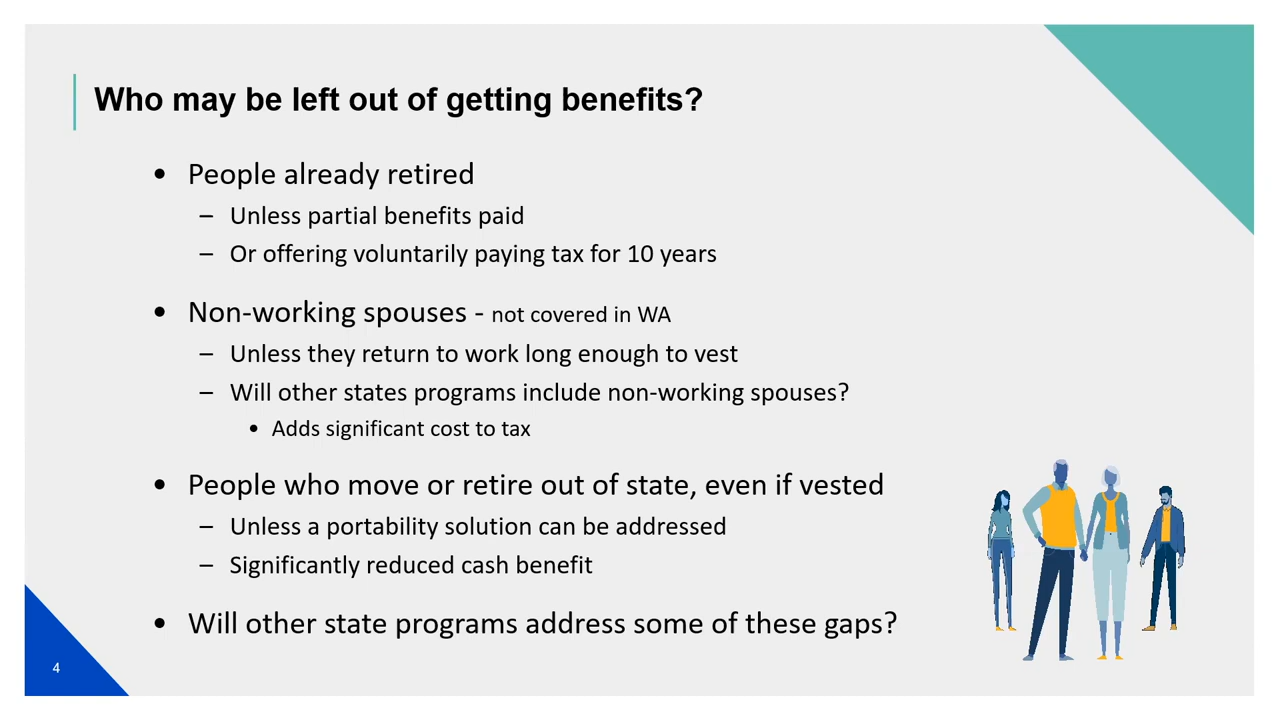 Who may be left out of getting benefits?
• People already retired
– Unless partial benefits paid
– Or offering voluntarily paying tax for 10 years
• Non-working spouses - not covered in WA
– Unless they return to work long enough to vest
– Will other states programs include non-working spouses?
• Adds significant cost to tax
• People who move or retire out of state, even if vested
– Unless a portability solution can be addressed
– Significantly reduced cash benefit
• Will other state programs address some of these gaps?
4